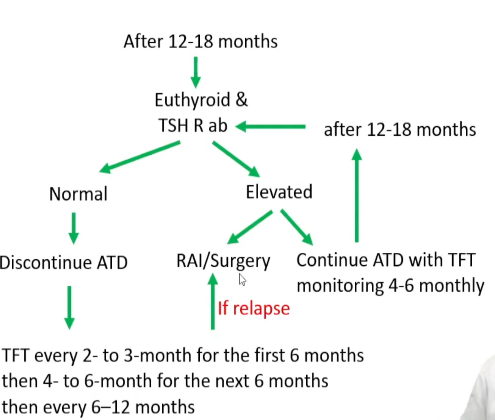 After 12-18 months
Euthyroid &
TSH R ab
after 12-18 months
Normal
Elevated
Discontinue ATD
RAI/Surgery
Continue ATD with TFT
monitoring 4-6 monthly
If relapse
TFT every 2- to 3-month for the first 6 months
then 4- to 6-month for the next 6 months
then every 6–12 months